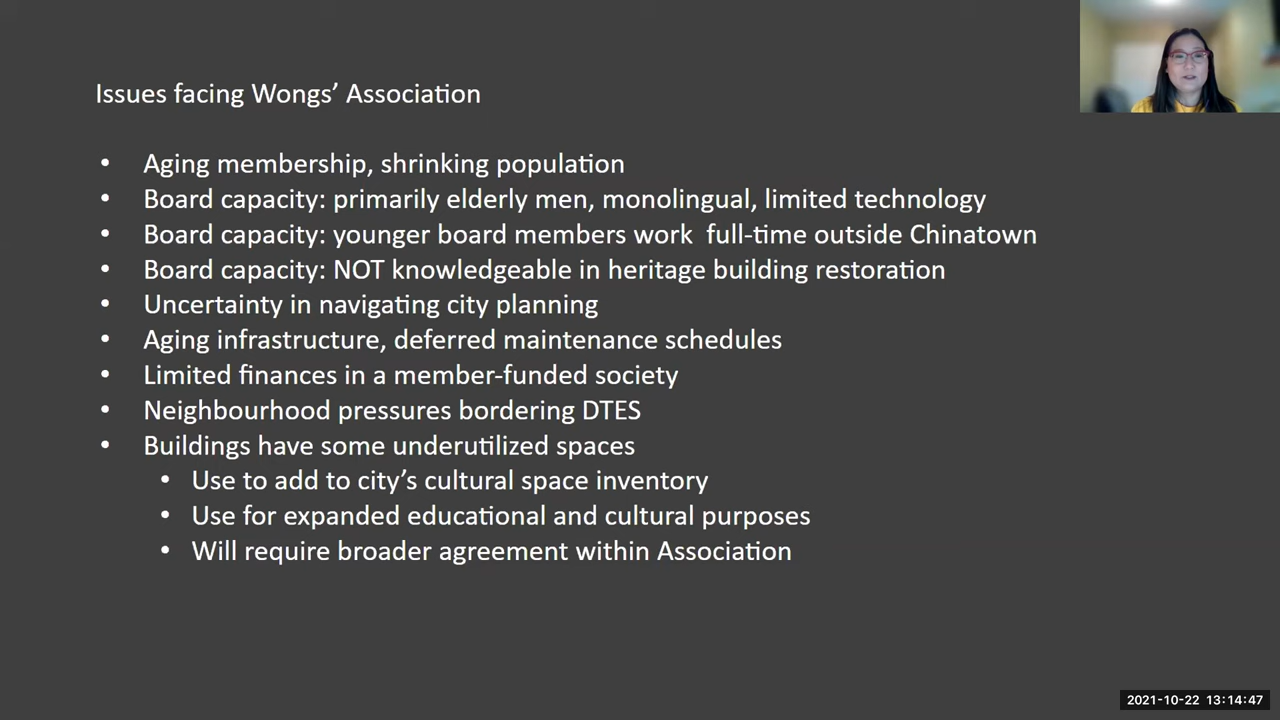 Issues facing Wongs’ Association
• Aging membership, shrinking population
• Board capacity: primarily elderly men, monolingual, limited technology
• Board capacity: younger board members work  full-time outside Chinatown
• Board capacity: NOT knowledgeable in heritage building restoration
• Uncertainty in navigating city planning
• Aging infrastructure, deferred maintenance schedules
• Limited finances in a member-funded society
• Neighbourhood pressures bordering DTES
• Buildings have some underutilized spaces
• Use to add to city’s cultural space inventory
• Use for expanded educational and cultural purposes
• Will require broader agreement within Association
2021-10-22 13:14:47